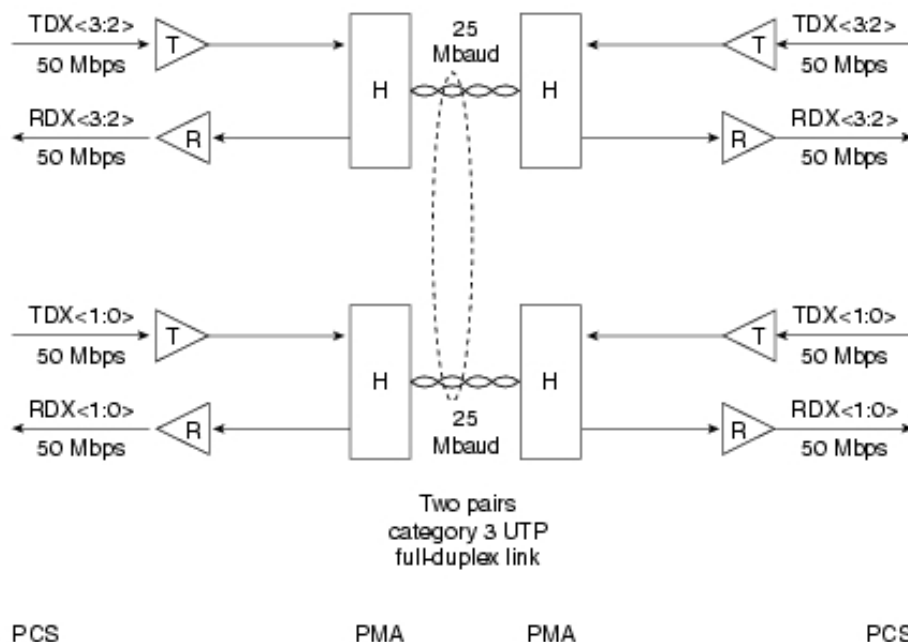 TDX<3:2>
50 Mbps
T
RDX<3:2>
50 Mbps
R
H
25
Mbaud
H
TDX<3:2>
T
50 Mbps
RDX<3:2>
R
50 Mbps
TDX<1:0>
50 Mbps
T
RDX<1:0>
50 Mbps
R
H
25
Mbaud
H
TDX<1:0>
T
50 Mbps
RDX<1:0>
R
50 Mbps
Two pairs
category 3 UTP
full-duplex link
PCS PMA PMA PCS